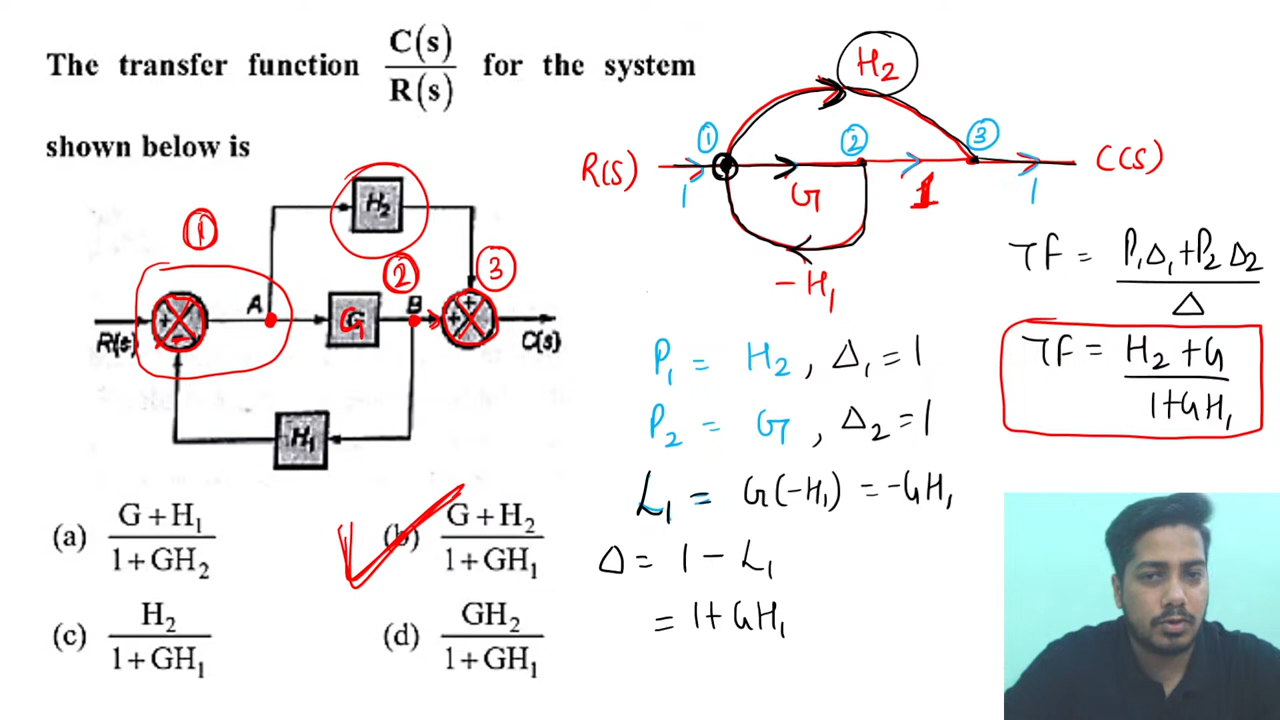 The transfer function C(s)/R(s) for the system
shown below is
R(s)
①
A
H₂
G
②
B
③
C(s)
H₁
(a) G + H₁ / 1 + GH₂
(b) G + H₂ / 1 + GH₁
(c) H₂ / 1 + GH₁
(d) GH₂ / 1 + GH₁
H₂
R(s)
1
①
G
②
1
③
1
C(s)
-H₁
P₁ = H₂, Δ₁ = 1
P₂ = G, Δ₂ = 1
L₁ = G(-H₁) = -GH₁
Δ = 1 - L₁
= 1 + GH₁
TF = P₁Δ₁ + P₂Δ₂ / Δ
TF = H₂ + G / 1 + GH₁